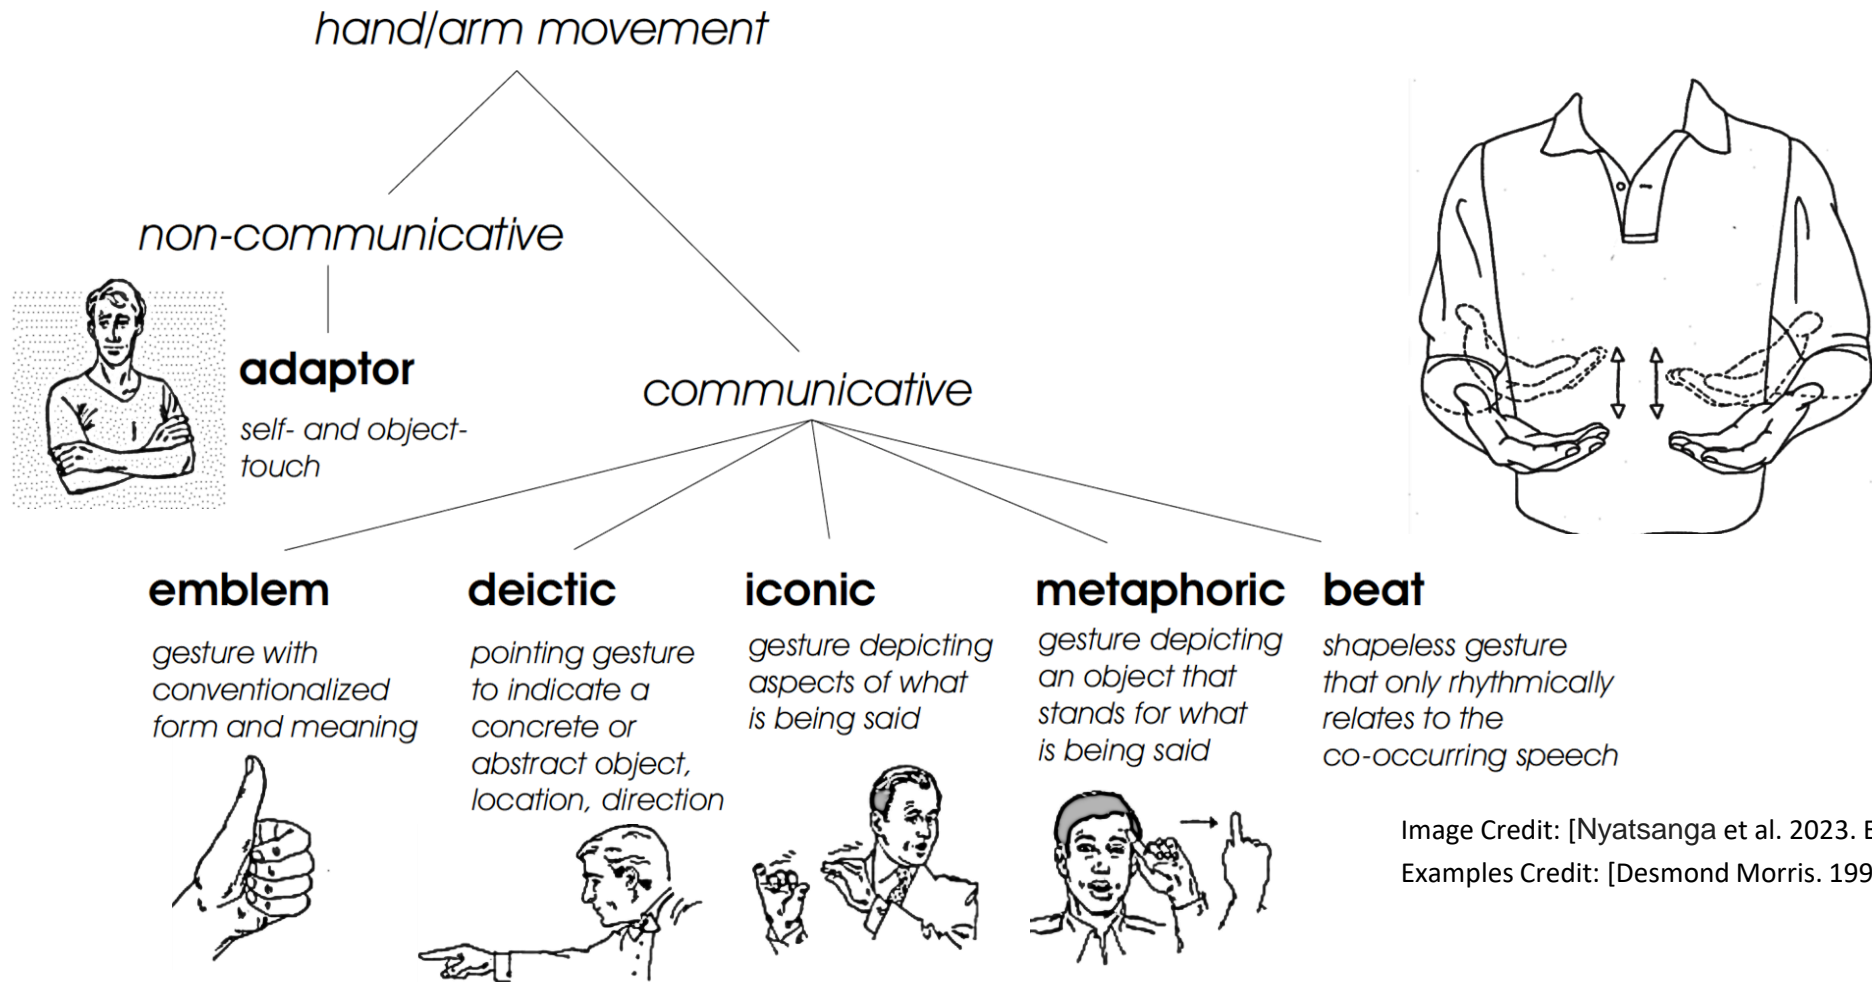 hand/arm movement
non-communicative
adaptor
self- and object-
touch
communicative
emblem
gesture with
conventionalized
form and meaning
deictic
pointing gesture
to indicate a
concrete or
abstract object,
location, direction
iconic
gesture depicting
aspects of what
is being said
metaphoric
gesture depicting
an object that
stands for what
is being said
beat
shapeless gesture
that only rhythmically
relates to the
co-occurring speech
Image Credit: [Nyatsanga et al. 2023.
Examples Credit: [Desmond Morris.